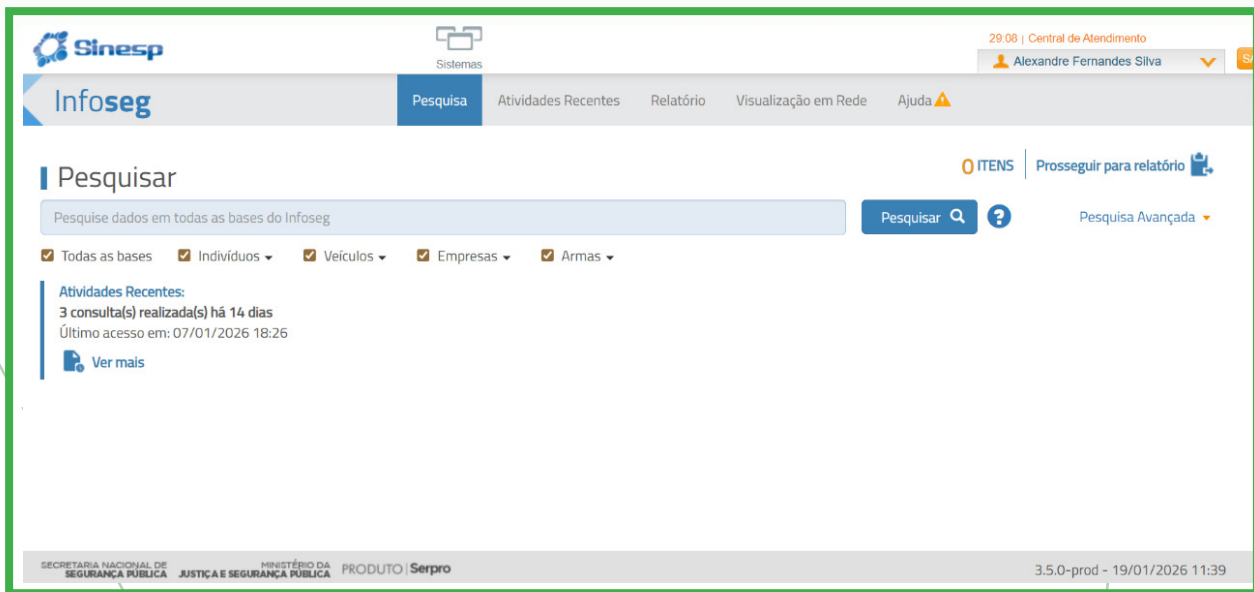 Sinesp
Sistemas
29:08 | Central de Atendimento
Alexandre Fernandes Silva
Infoseg
Pesquisa Atividades Recentes Relatório Visualização em Rede Ajuda
Pesquisar
0 ITENS Prosseguir para relatório
Pesquise dados em todas as bases do Infoseg
Pesquisar ? Pesquisa Avançada
Todas as bases Indivíduos Veículos Empresas Armas
Atividades Recentes:
3 consulta(s) realizada(s) há 14 dias
Último acesso em: 07/01/2026 18:26
Ver mais
SECRETARIA NACIONAL DE
SEGURANÇA PÚBLICA
MINISTÉRIO DA
JUSTIÇA E SEGURANÇA PÚBLICA
PRODUTO | Serpro
3.5.0-prod - 19/01/2026 11:39